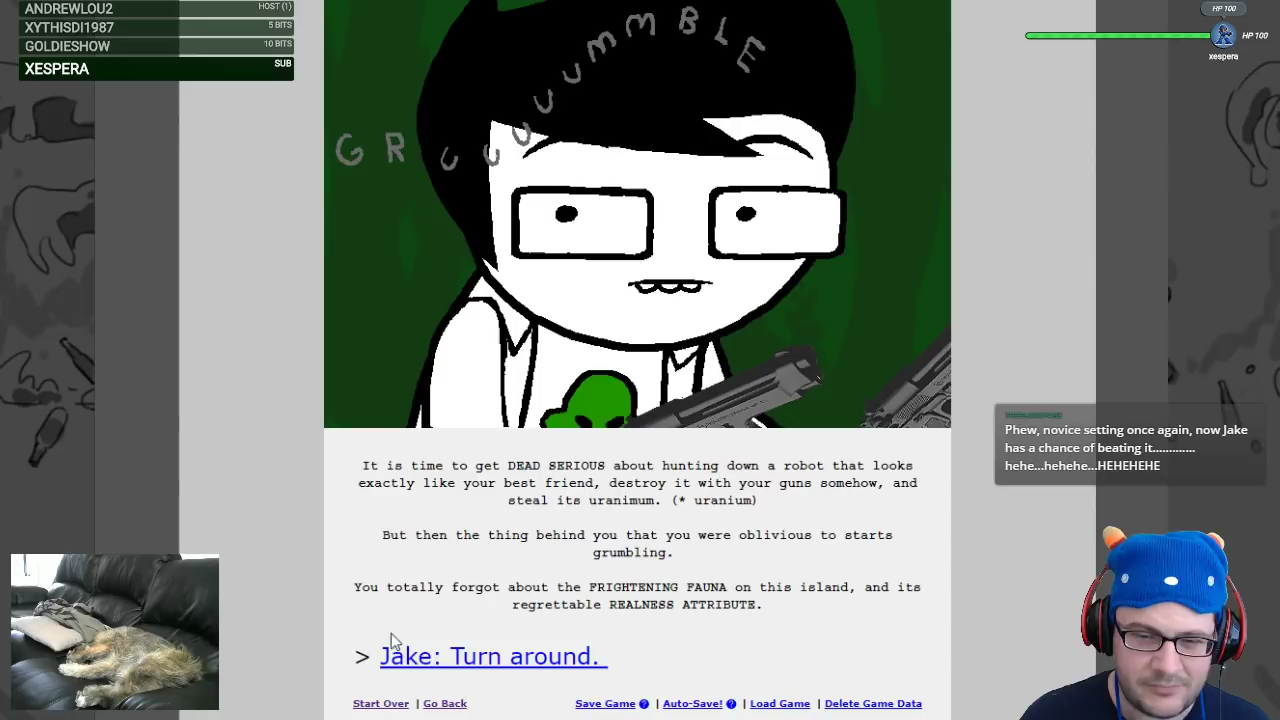 ANDREWLOU2 HOST (1)
XYTHISDI1987 5 BITS
GOLDIESHOW 10 BITS
XESPERA SUB
HP 100
HP 100
xespera
GRUUUUUMMBLE
Phew, novice setting once again, now Jake
has a chance of beating it.............
hehe...hehehe...HEHEHEHE
It is time to get DEAD SERIOUS about hunting down a robot that looks
exactly like your best friend, destroy it with your guns somehow, and
steal its uranimum. (* uranium)
But then the thing behind you that you were oblivious to starts
grumbling.
You totally forgot about the FRIGHTENING FAUNA on this island, and its
regrettable REALNESS ATTRIBUTE.
> Jake: Turn around.
Start Over | Go Back Save Game ? | Auto-Save! ? | Load Game | Delete Game Data